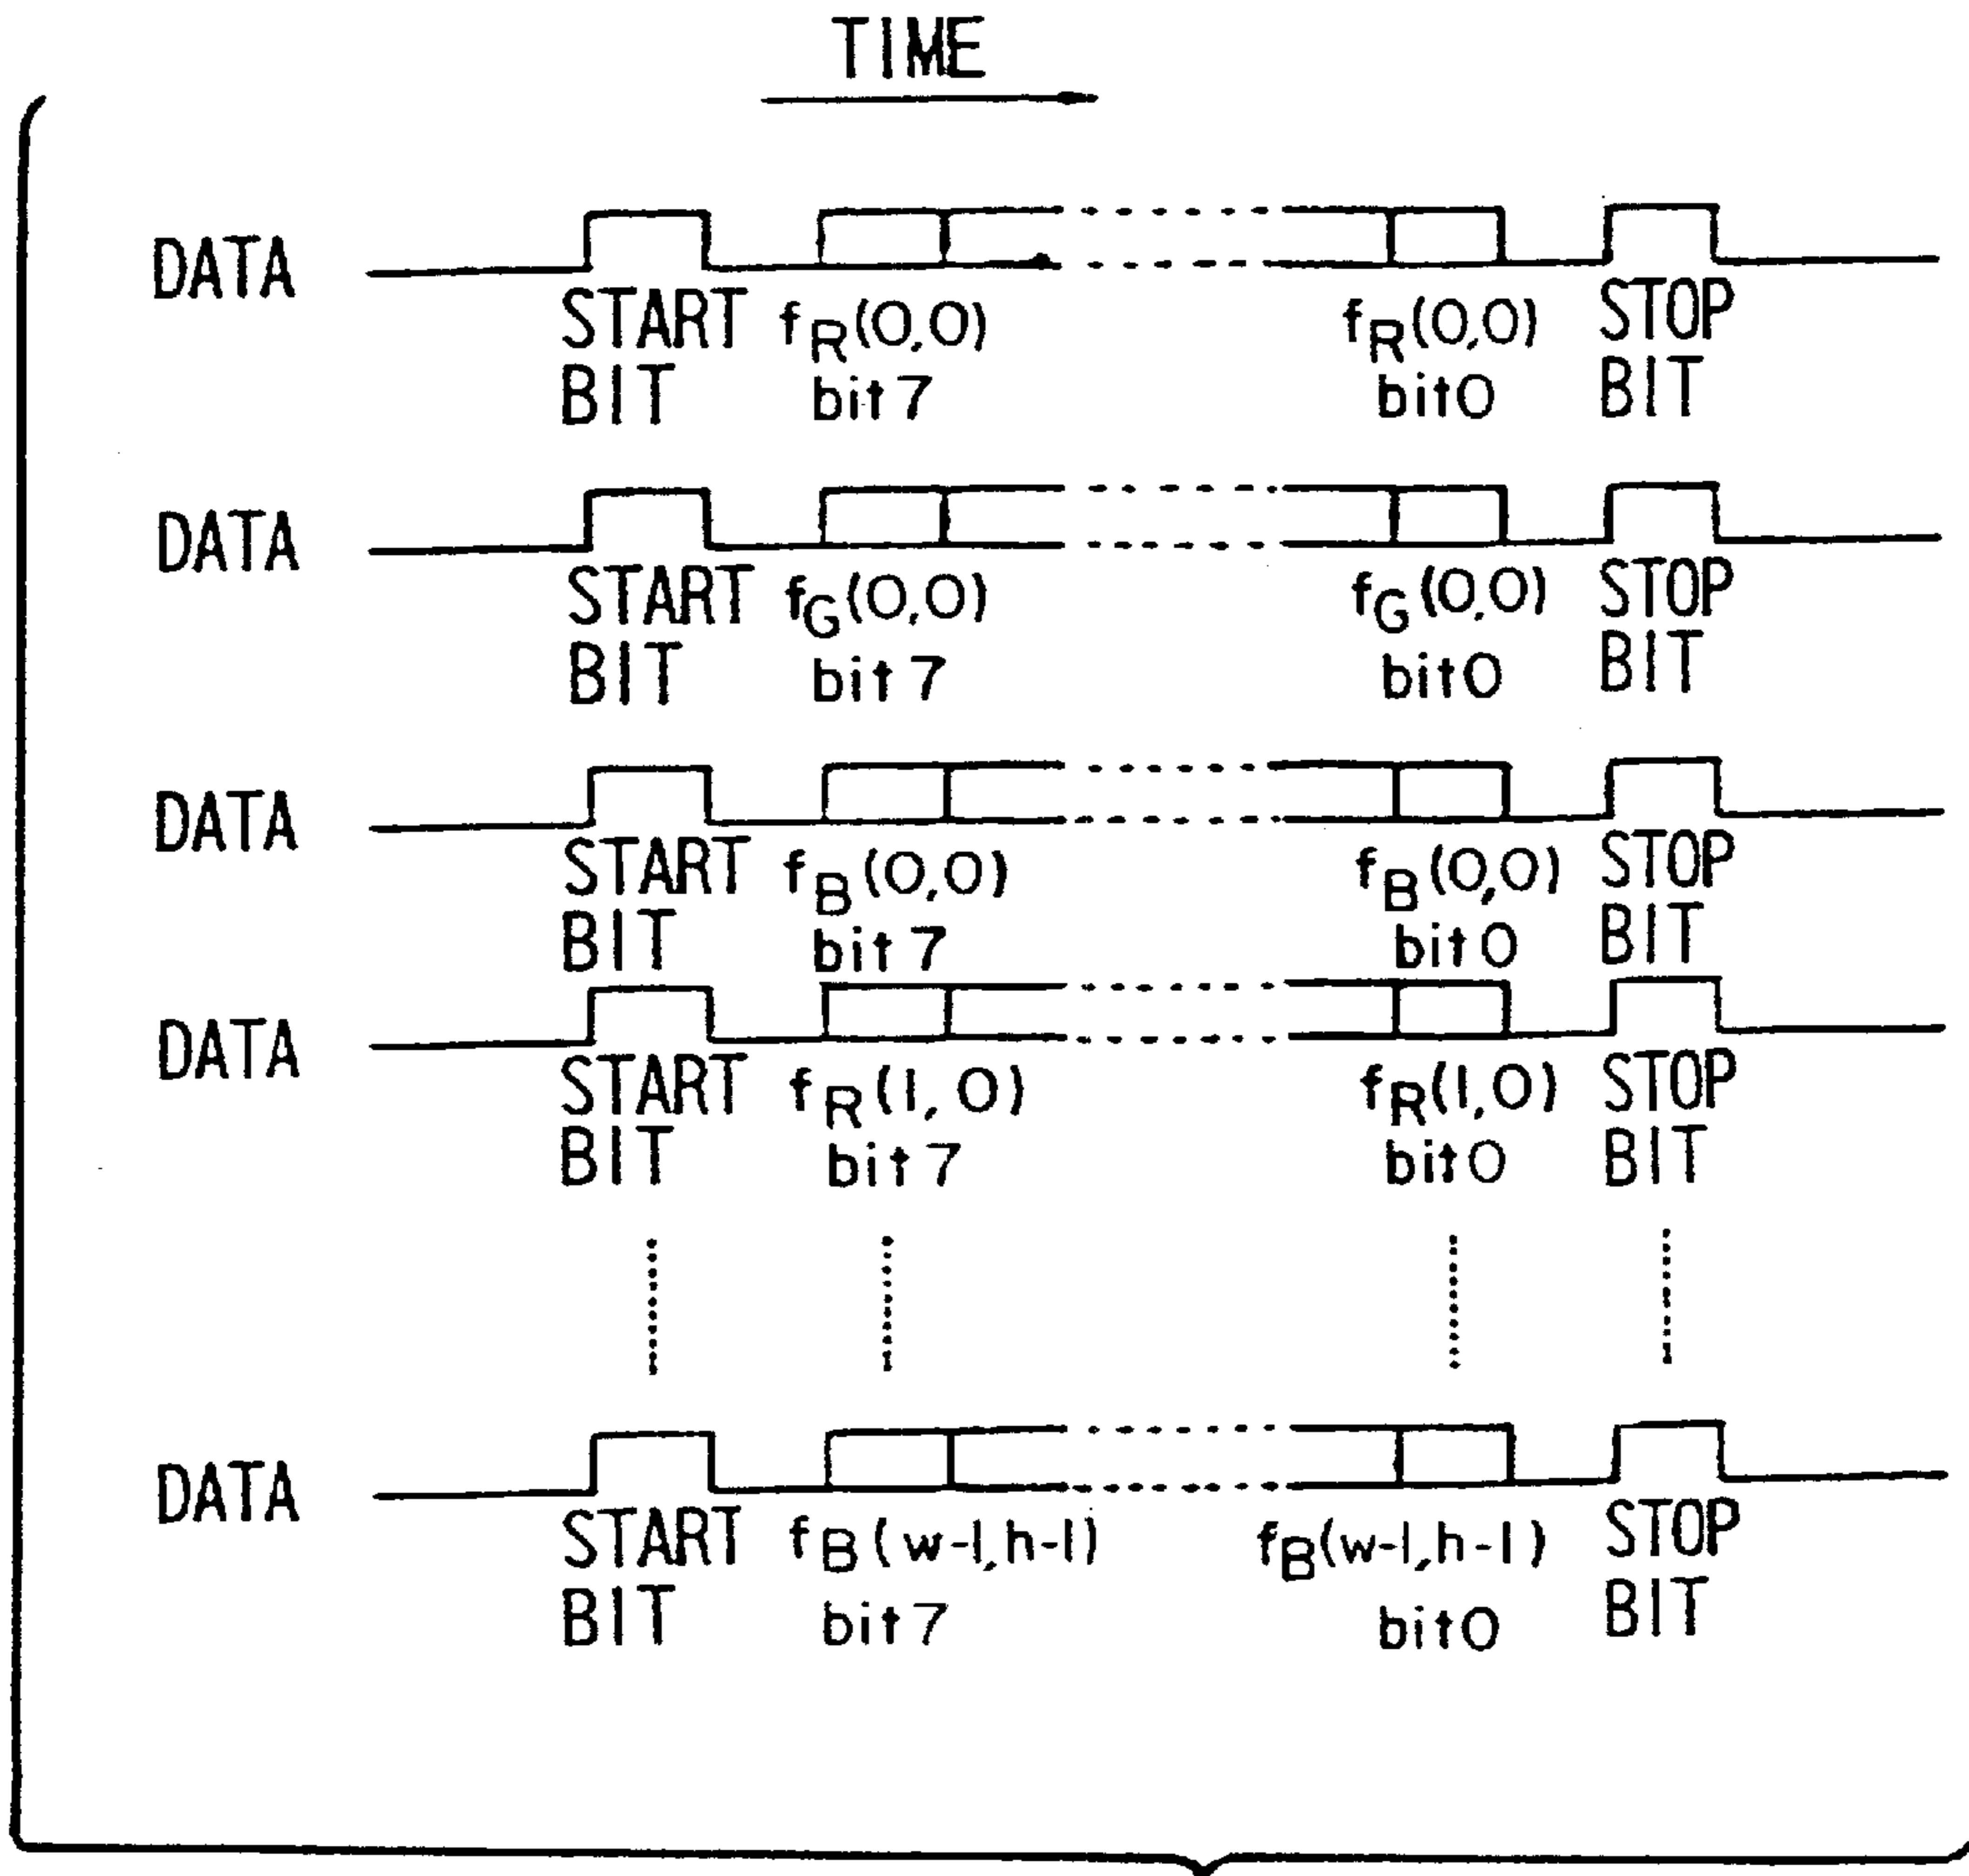 TIME
DATA
START BIT
fR(0,0) bit7
fR(0,0) bit0
STOP BIT
DATA
START BIT
fG(0,0) bit7
fG(0,0) bit0
STOP BIT
DATA
START BIT
fB(0,0) bit7
fB(0,0) bit0
STOP BIT
DATA
START BIT
fR(1,0) bit7
fR(1,0) bit0
STOP BIT
DATA
START BIT
fB(w-1,h-1) bit7
fB(w-1,h-1) bit0
STOP BIT